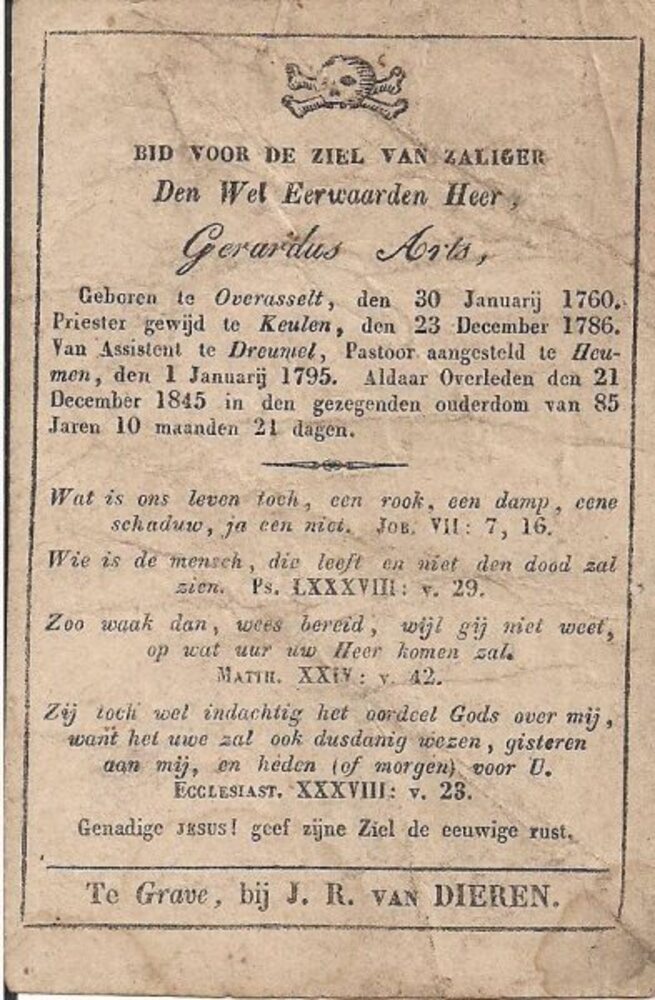 BID VOOR DE ZIEL VAN ZALIGER
Den Wel Eerwaarden Heer,
Gerardus Arts,
Geboren te Overasselt, den 30 Januarij 1760.
Priester gewijd te Keulen, den 23 December 1786.
Van Assistent te Dreumel, Pastoor aangesteld te Heu-
men, den 1 Januarij 1795. Aldaar Overleden den 21
December 1845 in den gezegenden ouderdom van 85
Jaren 10 maanden 21 dagen.
Wat is ons leven toch, een rook, een damp, eene
schaduw, ja een niet. JOB. VII: 7, 16.
Wie is de mensch, die leeft en niet den dood zal
zien. Ps. LXXXVIII: v. 29.
Zoo waak dan, wees bereid, wijl gij niet weet,
op wat uur uw Heer komen zal.
MATTH. XXIV: v. 42.
Zij toch wel indachtig het oordeel Gods over mij,
want het uwe zal ook dusdanig wezen, gisteren
aan mij, en heden (of morgen) voor U.
ECCLESIAST. XXXVIII: v. 23.
Genadige JESUS! geef zijne Ziel de eeuwige rust.
Te Grave, bij J. R. VAN DIEREN.